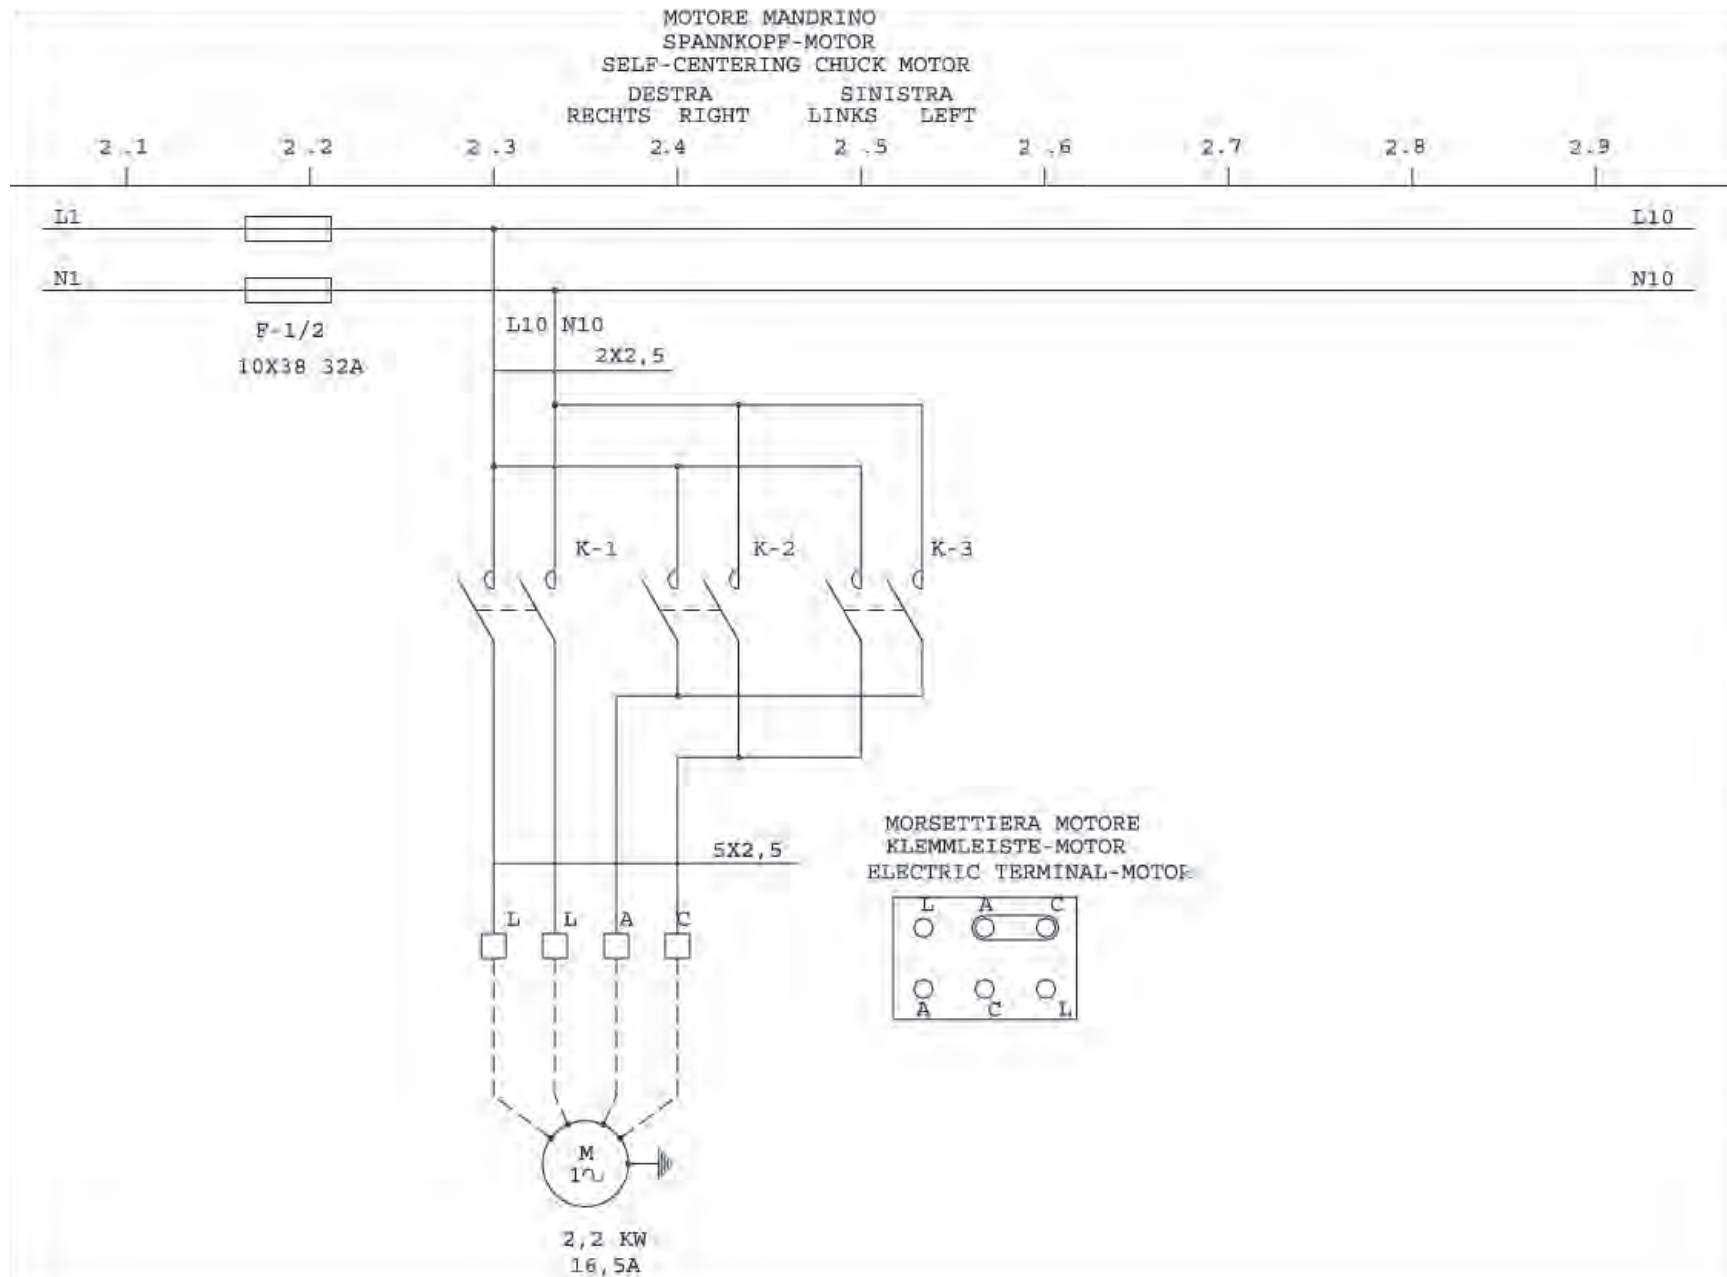 MOTORE MANDRINO
SPANNKOPF-MOTOR
SELF-CENTERING CHUCK MOTOR
DESTRA SINISTRA
RECHTS RIGHT LINKS LEFT
2.1 2.2 2.3 2.4 2.5 2.6 2.7 2.8 2.9
L1 L10
N1 N10
F-1/2
10X38 32A
L10 N10
2X2,5
K-1 K-2 K-3
5X2,5
MORSETTIERA MOTORE
KLEMMLEISTE-MOTOR
ELECTRIC TERMINAL-MOTOR
L A C
L L A C
A C L
M
1
2,2 KW
16,5A